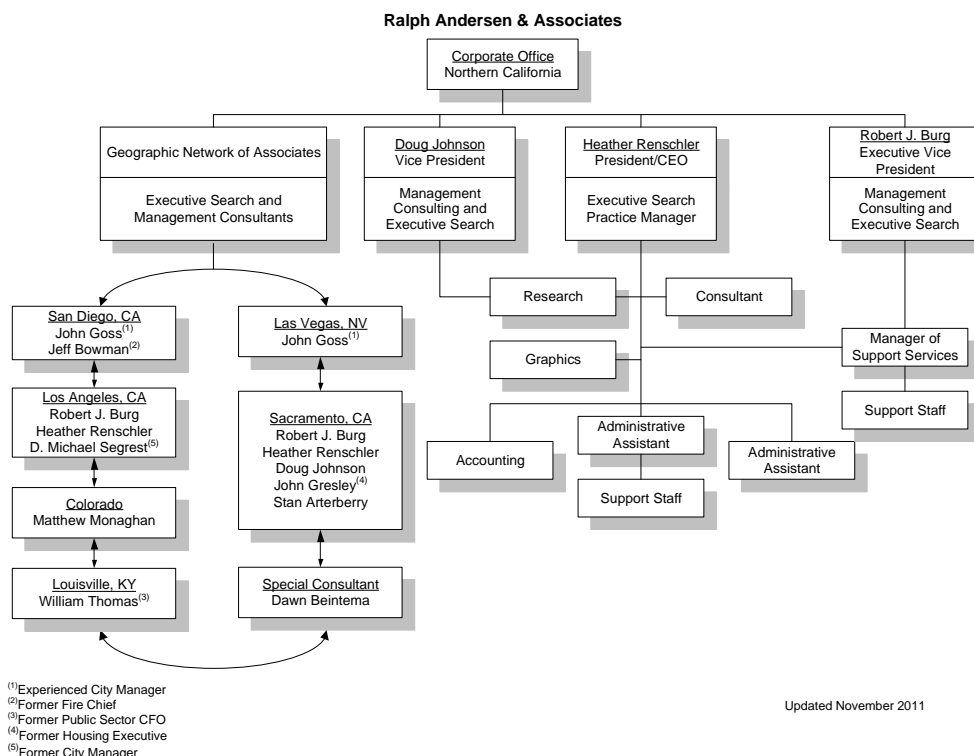 Ralph Andersen & Associates
Corporate Office
Northern California
Geographic Network of Associates
Executive Search and
Management Consultants
Doug Johnson
Vice President
Management
Consulting and
Executive Search
Heather Renschler
President/CEO
Executive Search
Practice Manager
Robert J. Burg
Executive Vice
President
Management
Consulting and
Executive Search
Research
Consultant
Graphics
Manager of
Support Services
Support Staff
Accounting
Administrative
Assistant
Support Staff
Administrative
Assistant
San Diego, CA
John Goss(1)
Jeff Bowman(2)
Las Vegas, NV
John Goss(1)
Los Angeles, CA
Robert J. Burg
Heather Renschler
D. Michael Segrest(5)
Sacramento, CA
Robert J. Burg
Heather Renschler
Doug Johnson
John Gresley(4)
Stan Arterberry
Colorado
Matthew Monaghan
Louisville, KY
William Thomas(3)
Special Consultant
Dawn Beintema
(1)Experienced City Manager
(2)Former Fire Chief
(3)Former Public Sector CFO
(4)Former Housing Executive
(5)Former City Manager
Updated November 2011